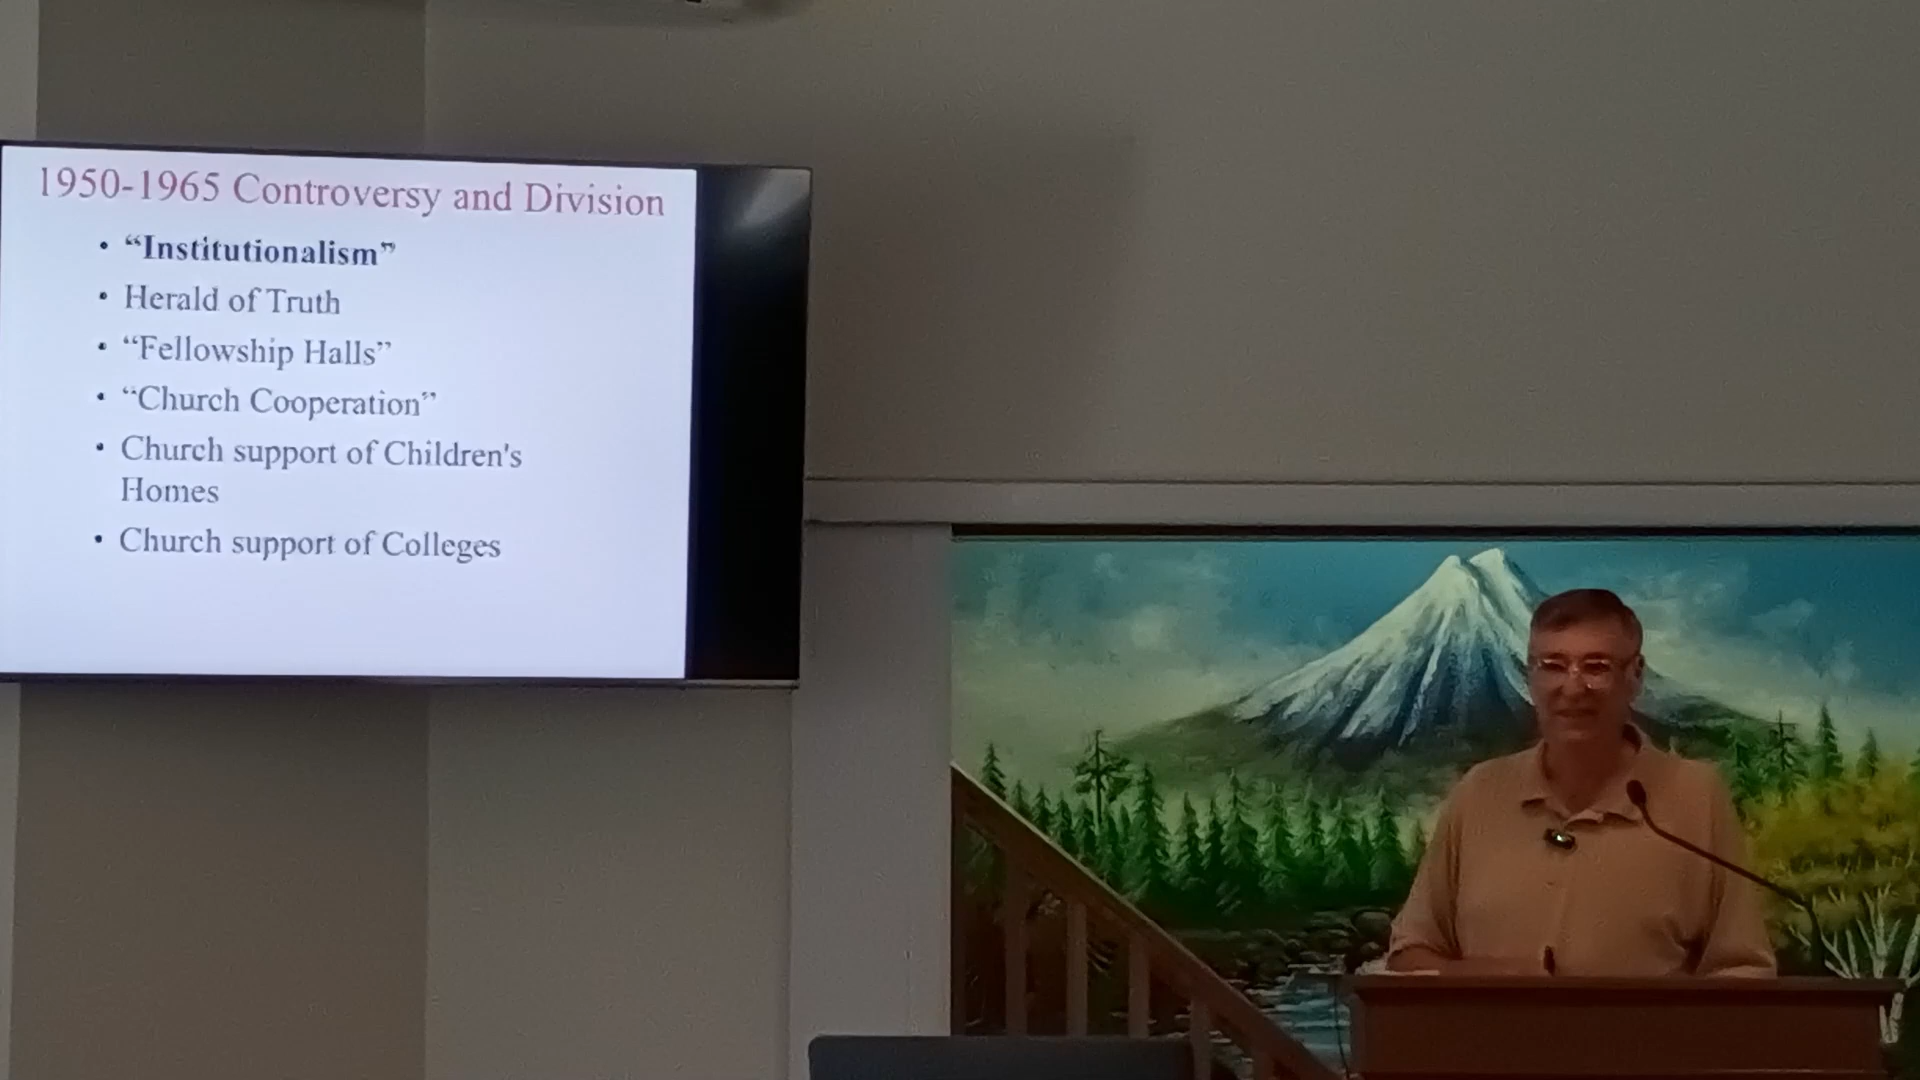 1950-1965 Controversy and Division
• “Institutionalism”
• Herald of Truth
• “Fellowship Halls”
• “Church Cooperation”
• Church support of Children's
Homes
• Church support of Colleges